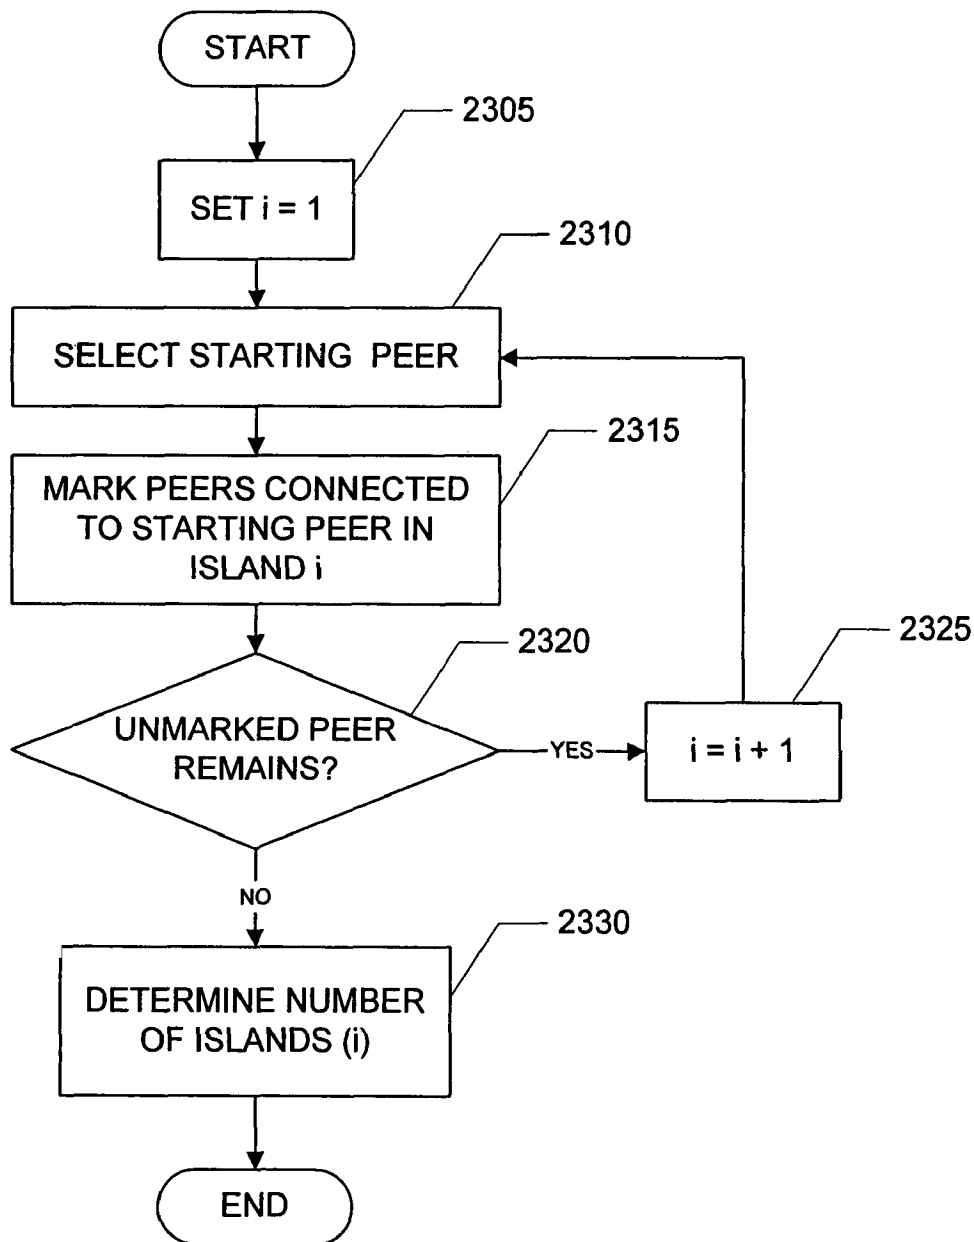 START
2305
SET i = 1
2310
SELECT STARTING PEER
2315
MARK PEERS CONNECTED
TO STARTING PEER IN
ISLAND i
2320
2325
UNMARKED PEER
REMAINS?
YES
i = i + 1
NO
2330
DETERMINE NUMBER
OF ISLANDS (i)
END